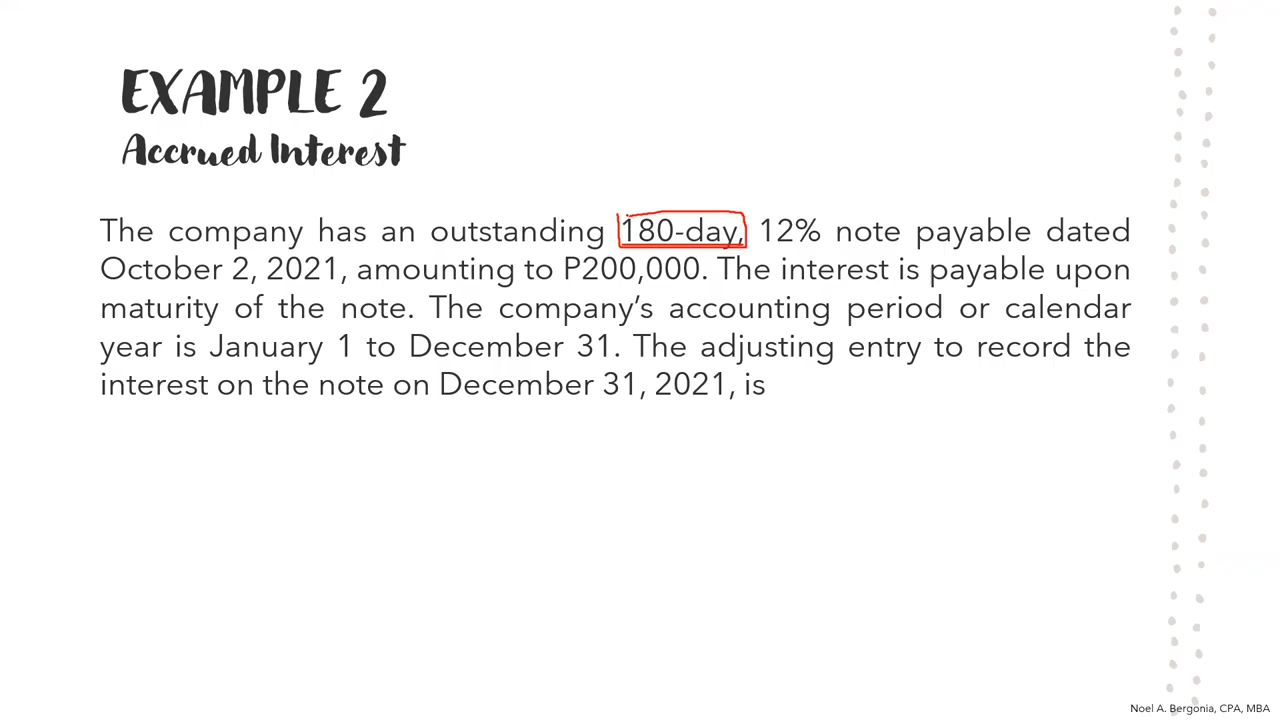 EXAMPLE 2
Accrued Interest
The company has an outstanding 180-day, 12% note payable dated
October 2, 2021, amounting to P200,000. The interest is payable upon
maturity of the note. The company’s accounting period or calendar
year is January 1 to December 31. The adjusting entry to record the
interest on the note on December 31, 2021, is
Noel A. Bergonia, CPA, MBA